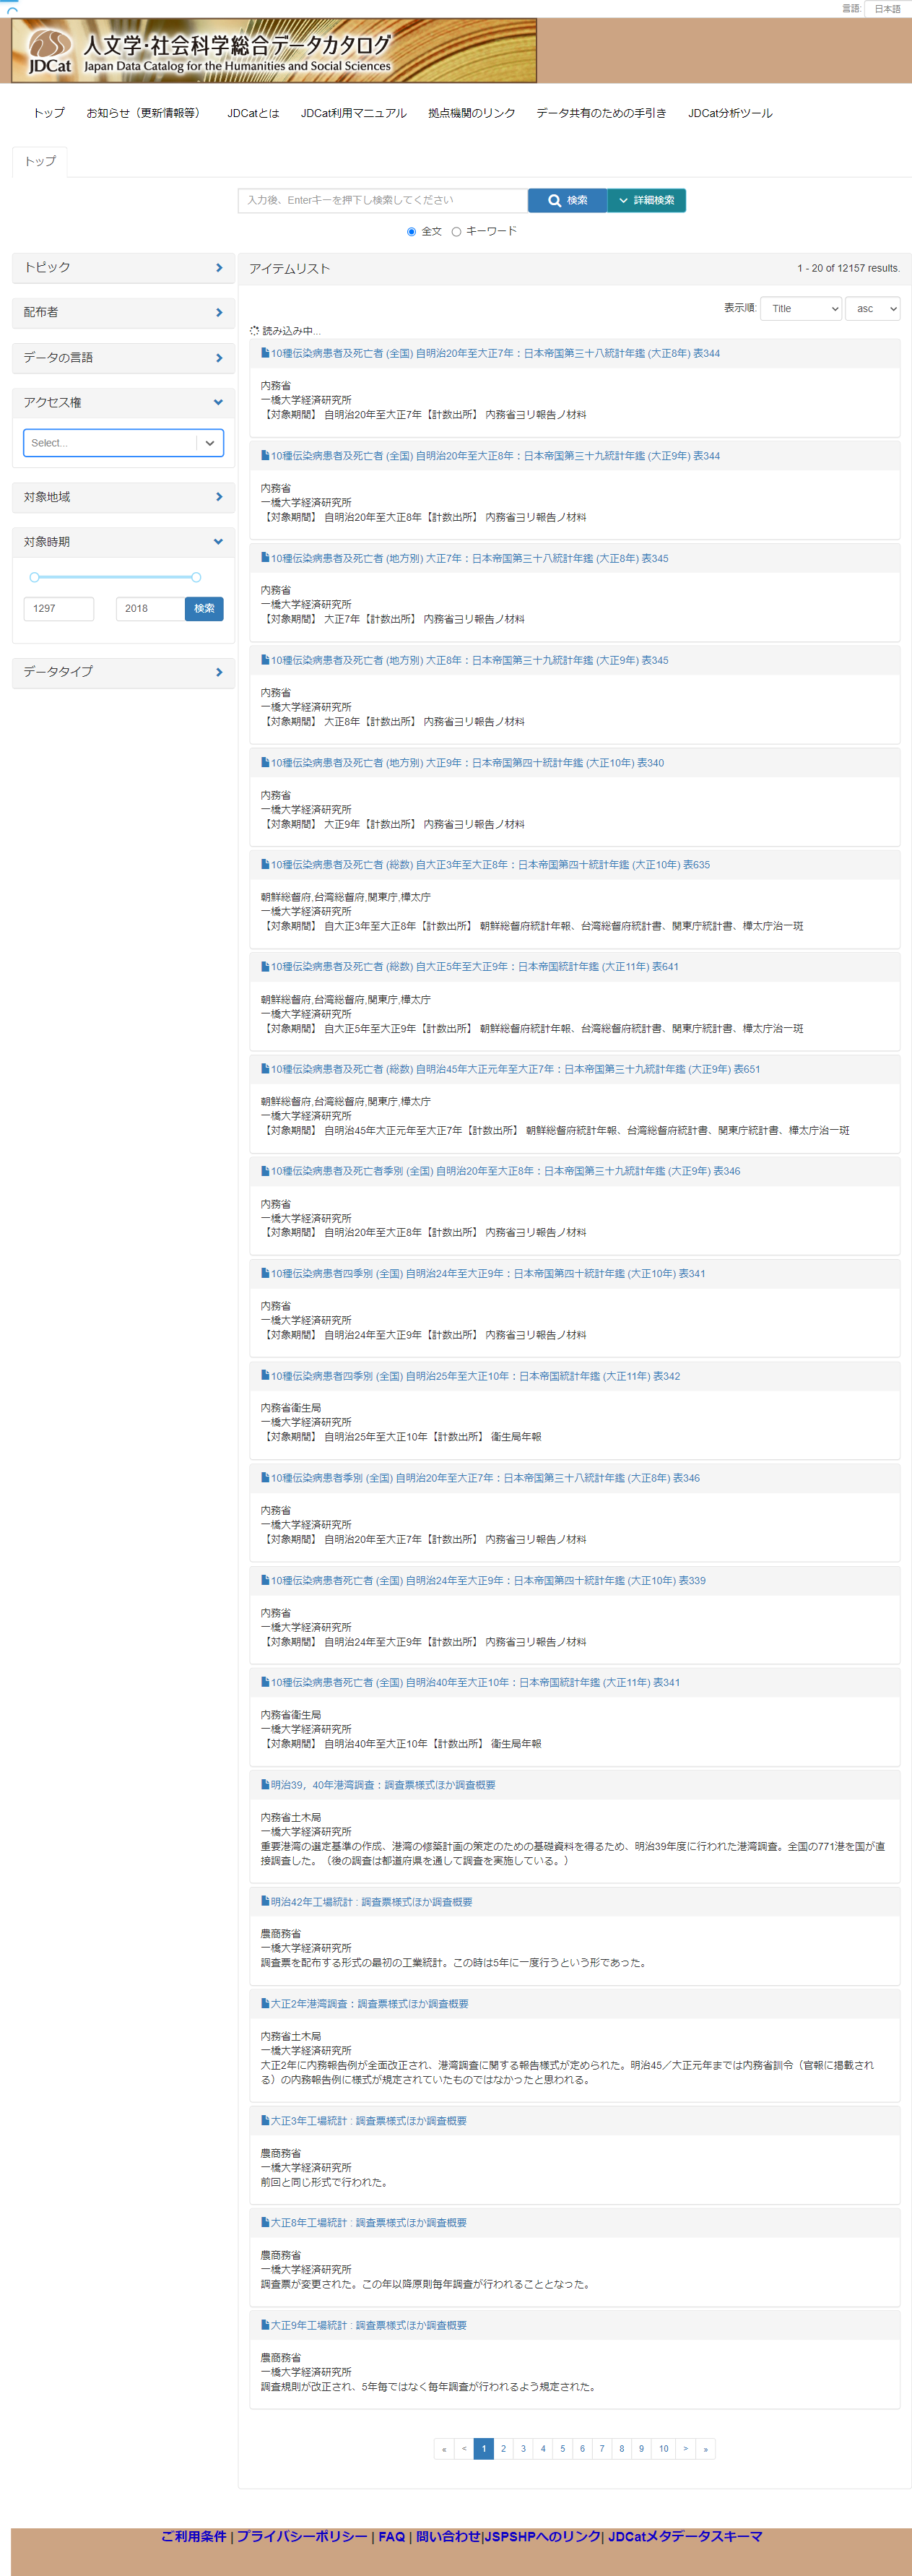 言語: 日本語
JDCat 人文学・社会科学総合データカタログ
Japan Data Catalog for the Humanities and Social Sciences
トップ お知らせ（更新情報等） JDCatとは JDCat利用マニュアル 拠点機関のリンク データ共有のための手引き JDCat分析ツール
トップ
入力後、Enterキーを押下し検索してください 検索 詳細検索
全文 キーワード
トピック
配布者
データの言語
アクセス権
Select...
対象地域
対象時期
1297 2018 検索
データタイプ
アイテムリスト 1 - 20 of 12157 results.
表示順: Title asc
読み込み中...
10種伝染病患者及死亡者 (全国) 自明治20年至大正7年：日本帝国第三十八統計年鑑 (大正8年) 表344
内務省
一橋大学経済研究所
【対象期間】 自明治20年至大正7年【計数出所】 内務省ヨリ報告ノ材料
10種伝染病患者及死亡者 (全国) 自明治20年至大正8年：日本帝国第三十九統計年鑑 (大正9年) 表344
内務省
一橋大学経済研究所
【対象期間】 自明治20年至大正8年【計数出所】 内務省ヨリ報告ノ材料
10種伝染病患者及死亡者 (地方別) 大正7年：日本帝国第三十八統計年鑑 (大正8年) 表345
内務省
一橋大学経済研究所
【対象期間】 大正7年【計数出所】 内務省ヨリ報告ノ材料
10種伝染病患者及死亡者 (地方別) 大正8年：日本帝国第三十九統計年鑑 (大正9年) 表345
内務省
一橋大学経済研究所
【対象期間】 大正8年【計数出所】 内務省ヨリ報告ノ材料
10種伝染病患者及死亡者 (地方別) 大正9年：日本帝国第四十統計年鑑 (大正10年) 表340
内務省
一橋大学経済研究所
【対象期間】 大正9年【計数出所】 内務省ヨリ報告ノ材料
10種伝染病患者及死亡者 (総数) 自大正3年至大正8年：日本帝国第四十統計年鑑 (大正10年) 表635
朝鮮総督府,台湾総督府,関東庁,樺太庁
一橋大学経済研究所
【対象期間】 自大正3年至大正8年【計数出所】 朝鮮総督府統計年報、台湾総督府統計書、関東庁統計書、樺太庁治一斑
10種伝染病患者及死亡者 (総数) 自大正5年至大正9年：日本帝国統計年鑑 (大正11年) 表641
朝鮮総督府,台湾総督府,関東庁,樺太庁
一橋大学経済研究所
【対象期間】 自大正5年至大正9年【計数出所】 朝鮮総督府統計年報、台湾総督府統計書、関東庁統計書、樺太庁治一斑
10種伝染病患者及死亡者 (総数) 自明治45年大正元年至大正7年：日本帝国第三十九統計年鑑 (大正9年) 表651
朝鮮総督府,台湾総督府,関東庁,樺太庁
一橋大学経済研究所
【対象期間】 自明治45年大正元年至大正7年【計数出所】 朝鮮総督府統計年報、台湾総督府統計書、関東庁統計書、樺太庁治一斑
10種伝染病患者及死亡者季別 (全国) 自明治20年至大正8年：日本帝国第三十九統計年鑑 (大正9年) 表346
内務省
一橋大学経済研究所
【対象期間】 自明治20年至大正8年【計数出所】 内務省ヨリ報告ノ材料
10種伝染病患者四季別 (全国) 自明治24年至大正9年：日本帝国第四十統計年鑑 (大正10年) 表341
内務省
一橋大学経済研究所
【対象期間】 自明治24年至大正9年【計数出所】 内務省ヨリ報告ノ材料
10種伝染病患者四季別 (全国) 自明治25年至大正10年：日本帝国統計年鑑 (大正11年) 表342
内務省衛生局
一橋大学経済研究所
【対象期間】 自明治25年至大正10年【計数出所】 衛生局年報
10種伝染病患者季別 (全国) 自明治20年至大正7年：日本帝国第三十八統計年鑑 (大正8年) 表346
内務省
一橋大学経済研究所
【対象期間】 自明治20年至大正7年【計数出所】 内務省ヨリ報告ノ材料
10種伝染病患者死亡者 (全国) 自明治24年至大正9年：日本帝国第四十統計年鑑 (大正10年) 表339
内務省
一橋大学経済研究所
【対象期間】 自明治24年至大正9年【計数出所】 内務省ヨリ報告ノ材料
10種伝染病患者死亡者 (全国) 自明治40年至大正10年：日本帝国統計年鑑 (大正11年) 表341
内務省衛生局
一橋大学経済研究所
【対象期間】 自明治40年至大正10年【計数出所】 衛生局年報
明治39，40年港湾調査：調査票様式ほか調査概要
内務省土木局
一橋大学経済研究所
重要港湾の選定基準の作成、港湾の修築計画の策定のための基礎資料を得るため、明治39年度に行われた港湾調査。全国の771港を国が直
接調査した。（後の調査は都道府県を通して調査を実施している。）
明治42年工場統計 : 調査票様式ほか調査概要
農商務省
一橋大学経済研究所
調査票を配布する形式の最初の工業統計。この時は5年に一度行うという形であった。
大正2年港湾調査：調査票様式ほか調査概要
内務省土木局
一橋大学経済研究所
大正2年に内務報告例が全面改正され、港湾調査に関する報告様式が定められた。明治45／大正元年までは内務省訓令（官報に掲載され
る）の内務報告例に様式が規定されていたものではなかったと思われる。
大正3年工場統計 : 調査票様式ほか調査概要
農商務省
一橋大学経済研究所
前回と同じ形式で行われた。
大正8年工場統計 : 調査票様式ほか調査概要
農商務省
一橋大学経済研究所
調査票が変更された。この年以降原則毎年調査が行われることとなった。
大正9年工場統計 : 調査票様式ほか調査概要
農商務省
一橋大学経済研究所
調査規則が改正され、5年毎ではなく毎年調査が行われるよう規定された。
« < 1 2 3 4 5 6 7 8 9 10 > »
ご利用条件 | プライバシーポリシー | FAQ | 問い合わせ|JSPSHPへのリンク| JDCatメタデータスキーマ